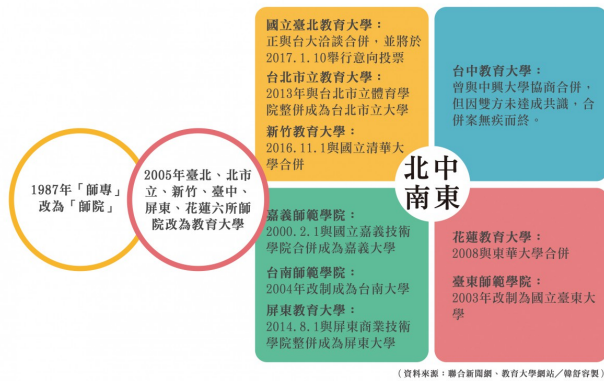 1987年「師專」
改為「師院」
2005年臺北、北市
立、新竹、臺中、
屏東、花蓮六所師
院改為教育大學
國立臺北教育大學：
正與台大洽談合併，並將於
2017.1.10舉行意向投票
台北市立教育大學：
2013年與台北市立體育學
院整併成為台北市立大學
新竹教育大學：
2016.11.1與國立清華大
學合併
台中教育大學：
曾與中興大學協商合併，
但因雙方未達成共識，合
併案無疾而終。
北中
南東
嘉義師範學院：
2000.2.1與國立嘉義技術
學院合併成為嘉義大學
台南師範學院：
2004年改制成為台南大學
屏東教育大學：
2014.8.1與屏東商業技術
學院整併成為屏東大學
花蓮教育大學：
2008與東華大學合併
臺東師範學院：
2003年改制為國立臺東大
學
（資料來源：聯合新聞網、教育大學網站／韓舒容製）